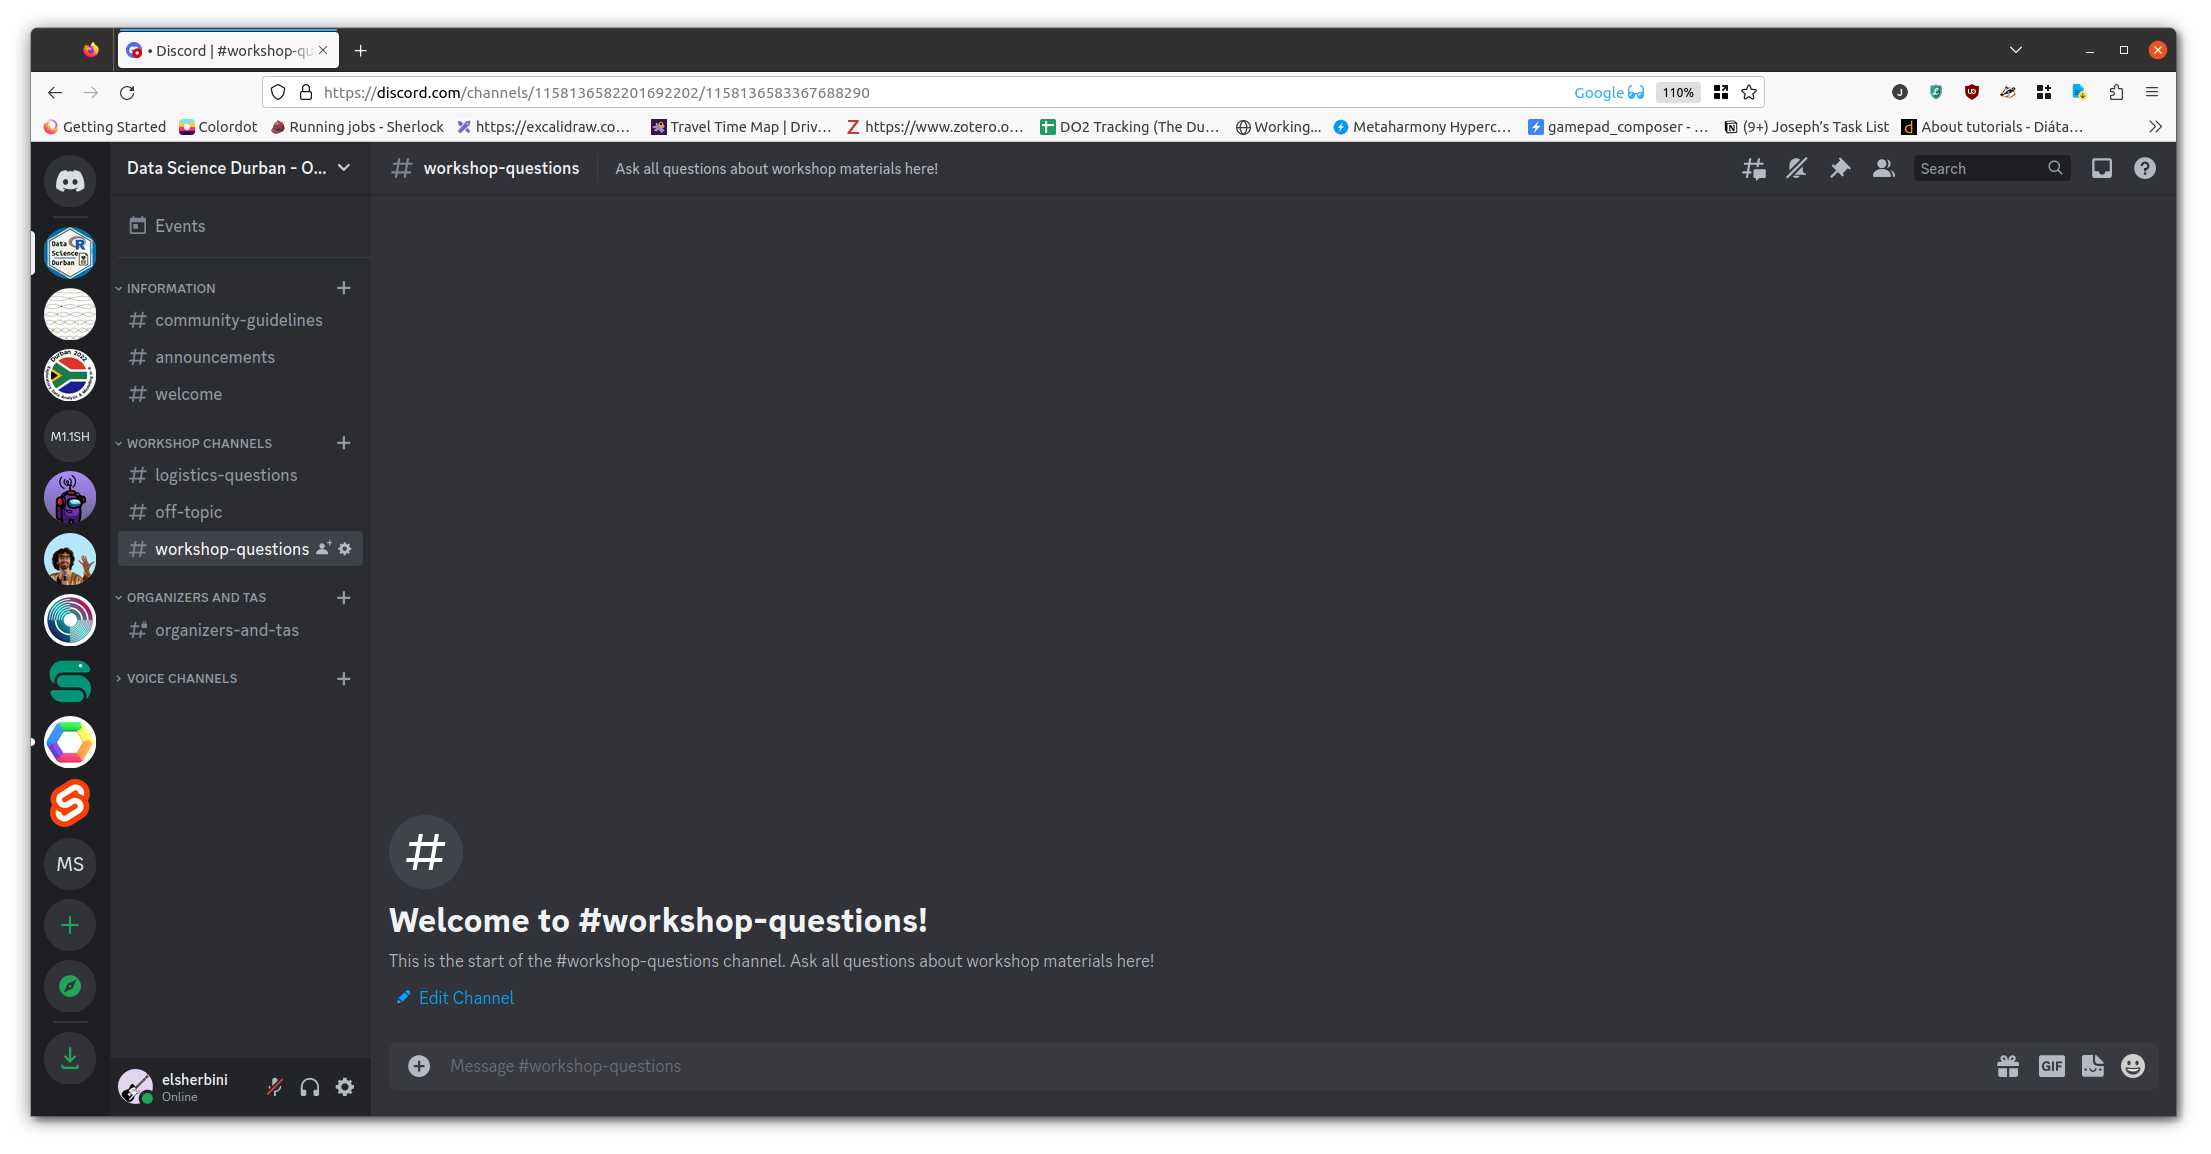 • Discord | #workshop-qu
https://discord.com/channels/1158136582201692202/1158136583367688290
Google
110%
Getting Started
Colordot
Running jobs - Sherlock
https://excalidraw.co…
Travel Time Map | Driv…
https://www.zotero.o…
DO2 Tracking (The Du…
Working…
Metaharmony Hyperc…
gamepad_composer - …
(9+) Joseph's Task List
About tutorials - Diáta…
Data Science Durban - O...
workshop-questions
Ask all questions about workshop materials here!
Search
Events
INFORMATION
community-guidelines
announcements
welcome
WORKSHOP CHANNELS
logistics-questions
off-topic
workshop-questions
ORGANIZERS AND TAS
organizers-and-tas
VOICE CHANNELS
Data R
Science
Durban
Durban 2022
M1.1SH
MS
Welcome to #workshop-questions!
This is the start of the #workshop-questions channel. Ask all questions about workshop materials here!
Edit Channel
elsherbini
Online
Message #workshop-questions
GIF